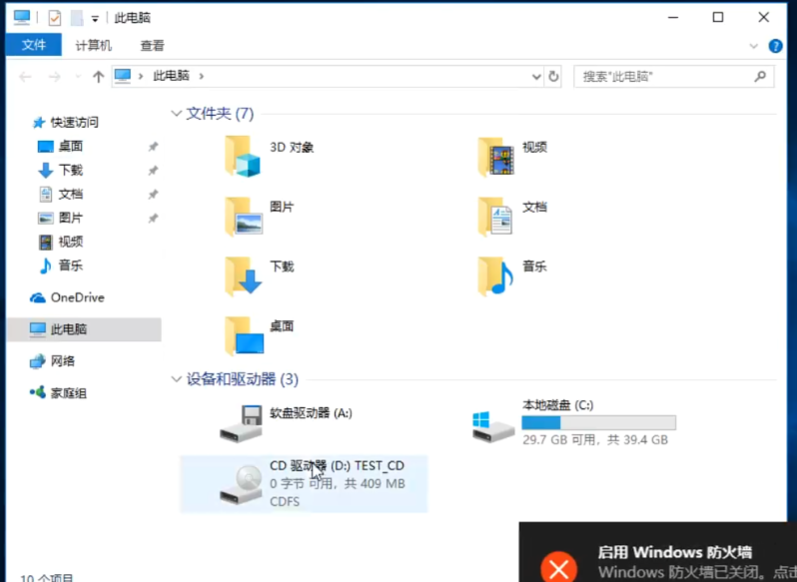 此电脑
文件 计算机 查看
此电脑 搜索"此电脑"
快速访问
桌面
下载
文档
图片
视频
音乐
OneDrive
此电脑
网络
家庭组
文件夹 (7)
3D 对象
视频
图片
文档
下载
音乐
桌面
设备和驱动器 (3)
软盘驱动器 (A:)
本地磁盘 (C:)
29.7 GB 可用，共 39.4 GB
CD 驱动器 (D:) TEST_CD
0 字节 可用，共 409 MB
CDFS
10 个项目
启用 Windows 防火墙
Windows 防火墙已关闭。点击